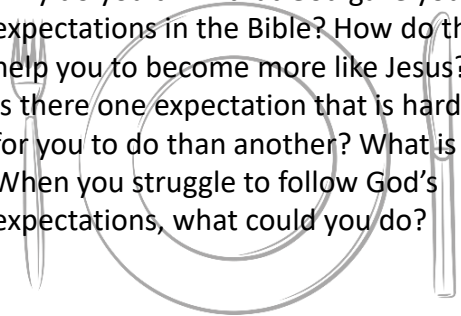 expectations in the Bible? How do th
help you to become more like Jesus?
s there one expectation that is hard
for you to do than another? What is
When you struggle to follow God's
expectations, what could you do?